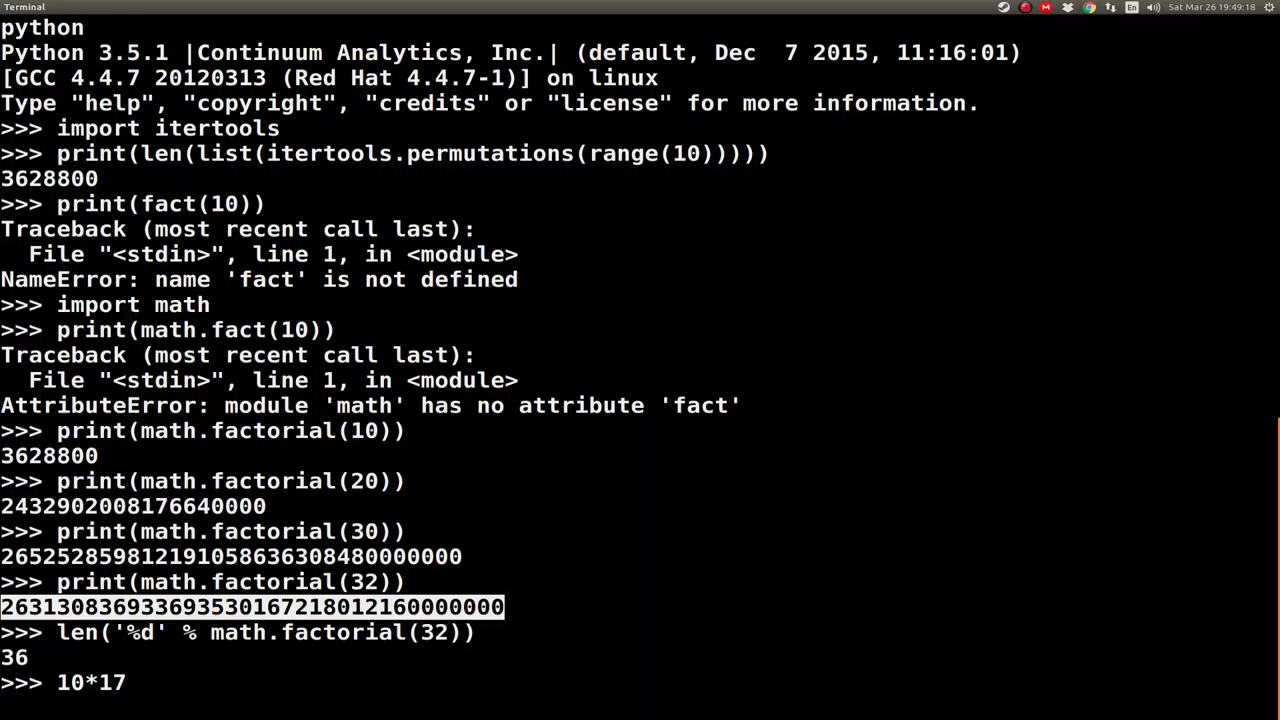 Terminal
En
Sat Mar 26 19:49:18
python
Python 3.5.1 |Continuum Analytics, Inc.| (default, Dec  7 2015, 11:16:01)
[GCC 4.4.7 20120313 (Red Hat 4.4.7-1)] on linux
Type "help", "copyright", "credits" or "license" for more information.
>>> import itertools
>>> print(len(list(itertools.permutations(range(10)))))
3628800
>>> print(fact(10))
Traceback (most recent call last):
  File "<stdin>", line 1, in <module>
NameError: name 'fact' is not defined
>>> import math
>>> print(math.fact(10))
Traceback (most recent call last):
  File "<stdin>", line 1, in <module>
AttributeError: module 'math' has no attribute 'fact'
>>> print(math.factorial(10))
3628800
>>> print(math.factorial(20))
2432902008176640000
>>> print(math.factorial(30))
265252859812191058636308480000000
>>> print(math.factorial(32))
263130836933693530167218012160000000
>>> len('%d' % math.factorial(32))
36
>>> 10*17